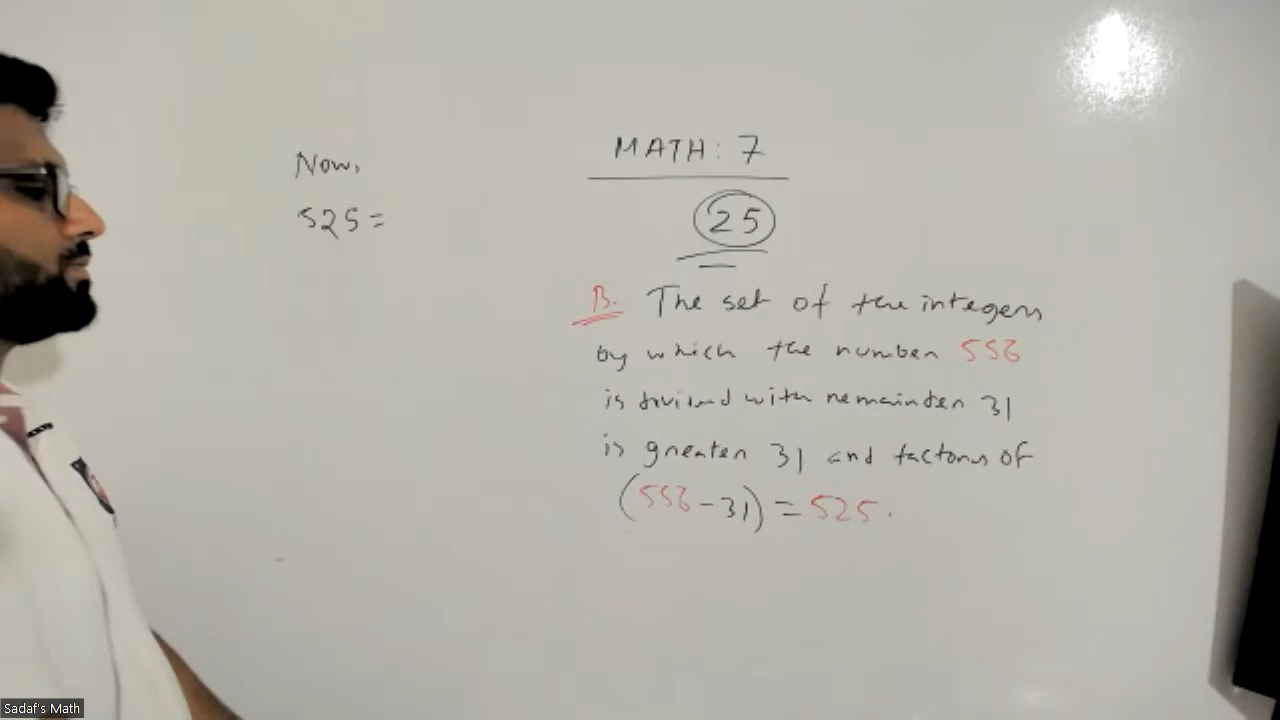 Now,
525 =
MATH: 7
25
B. The set of the integers
by which the number 556
is divided with remainder 31
is greater 31 and factors of
(556 - 31) = 525.
Sadaf's Math